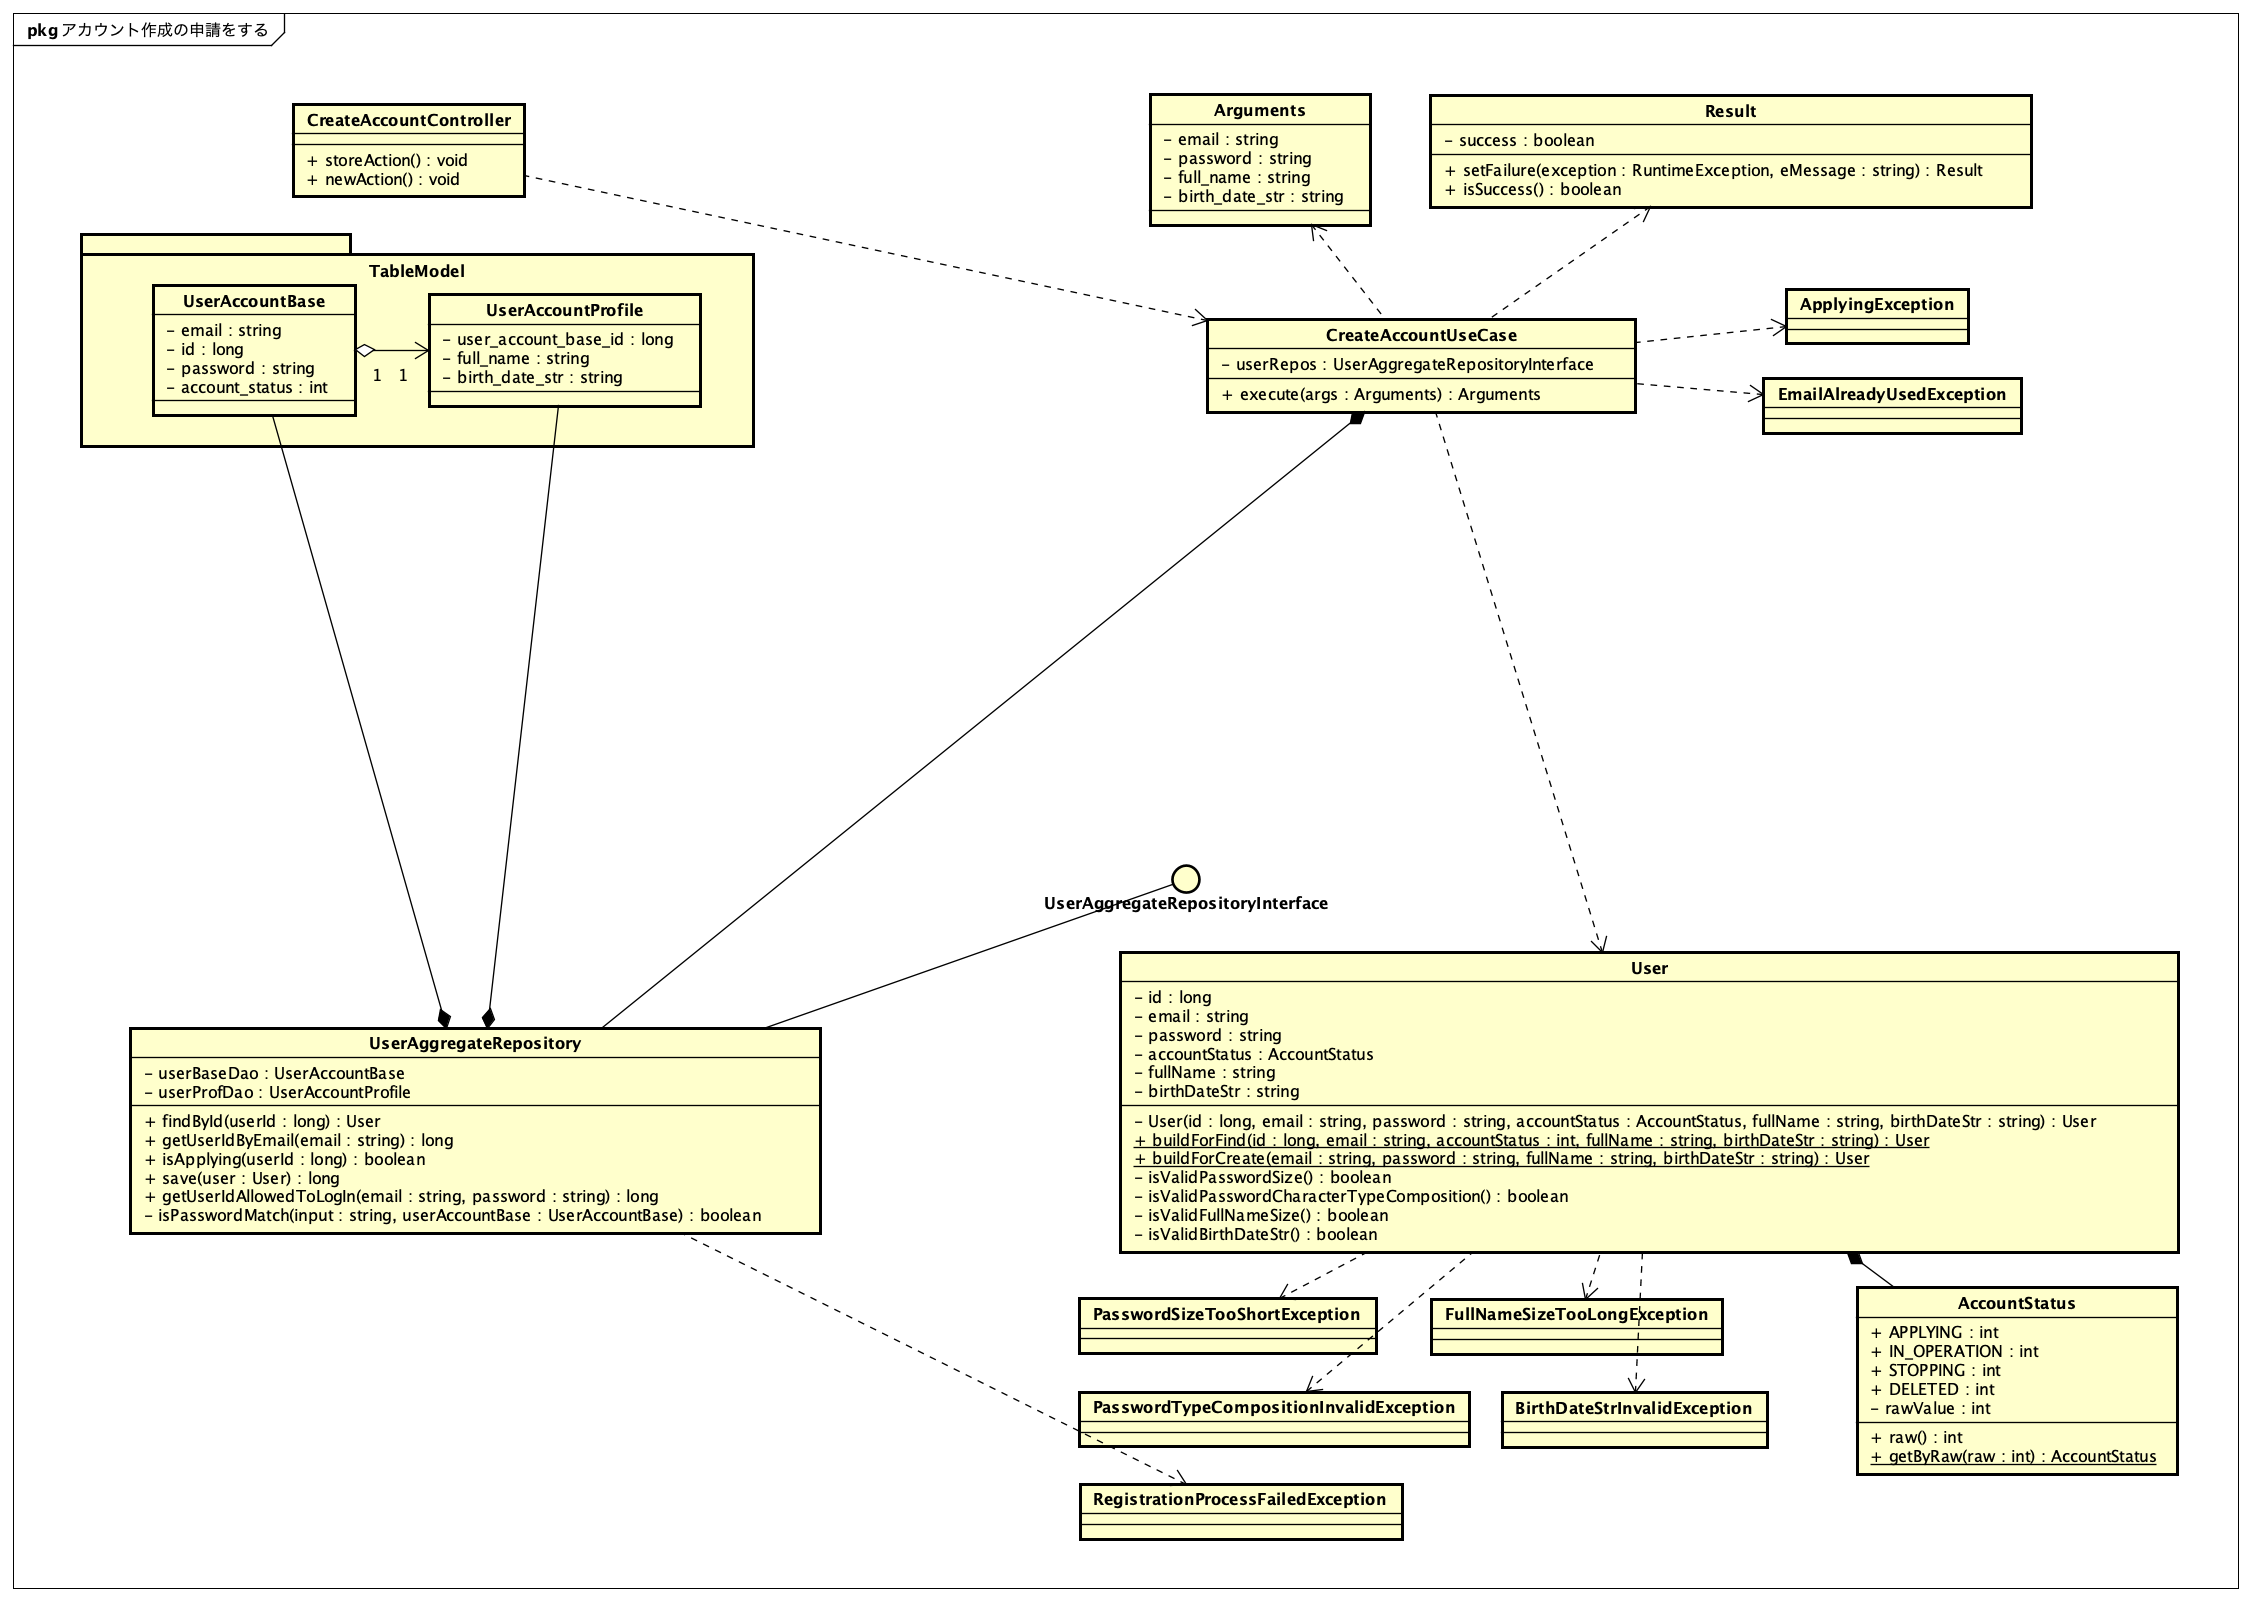 pkg アカウント作成の申請をする
CreateAccountController
+ storeAction() : void
+ newAction() : void
Arguments
- email : string
- password : string
- full_name : string
- birth_date_str : string
Result
- success : boolean
+ setFailure(exception : RuntimeException, eMessage : string) : Result
+ isSuccess() : boolean
TableModel
UserAccountBase
- email : string
- id : long
- password : string
- account_status : int
1 1
UserAccountProfile
- user_account_base_id : long
- full_name : string
- birth_date_str : string
CreateAccountUseCase
- userRepos : UserAggregateRepositoryInterface
+ execute(args : Arguments) : Arguments
ApplyingException
EmailAlreadyUsedException
UserAggregateRepositoryInterface
UserAggregateRepository
- userBaseDao : UserAccountBase
- userProfDao : UserAccountProfile
+ findById(userId : long) : User
+ getUserIdByEmail(email : string) : long
+ isApplying(userId : long) : boolean
+ save(user : User) : long
+ getUserIdAllowedToLogIn(email : string, password : string) : long
- isPasswordMatch(input : string, userAccountBase : UserAccountBase) : boolean
User
- id : long
- email : string
- password : string
- accountStatus : AccountStatus
- fullName : string
- birthDateStr : string
- User(id : long, email : string, password : string, accountStatus : AccountStatus, fullName : string, birthDateStr : string) : User
+ buildForFind(id : long, email : string, accountStatus : int, fullName : string, birthDateStr : string) : User
+ buildForCreate(email : string, password : string, fullName : string, birthDateStr : string) : User
- isValidPasswordSize() : boolean
- isValidPasswordCharacterTypeComposition() : boolean
- isValidFullNameSize() : boolean
- isValidBirthDateStr() : boolean
PasswordSizeTooShortException
FullNameSizeTooLongException
PasswordTypeCompositionInvalidException
BirthDateStrInvalidException
RegistrationProcessFailedException
AccountStatus
+ APPLYING : int
+ IN_OPERATION : int
+ STOPPING : int
+ DELETED : int
- rawValue : int
+ raw() : int
+ getByRaw(raw : int) : AccountStatus